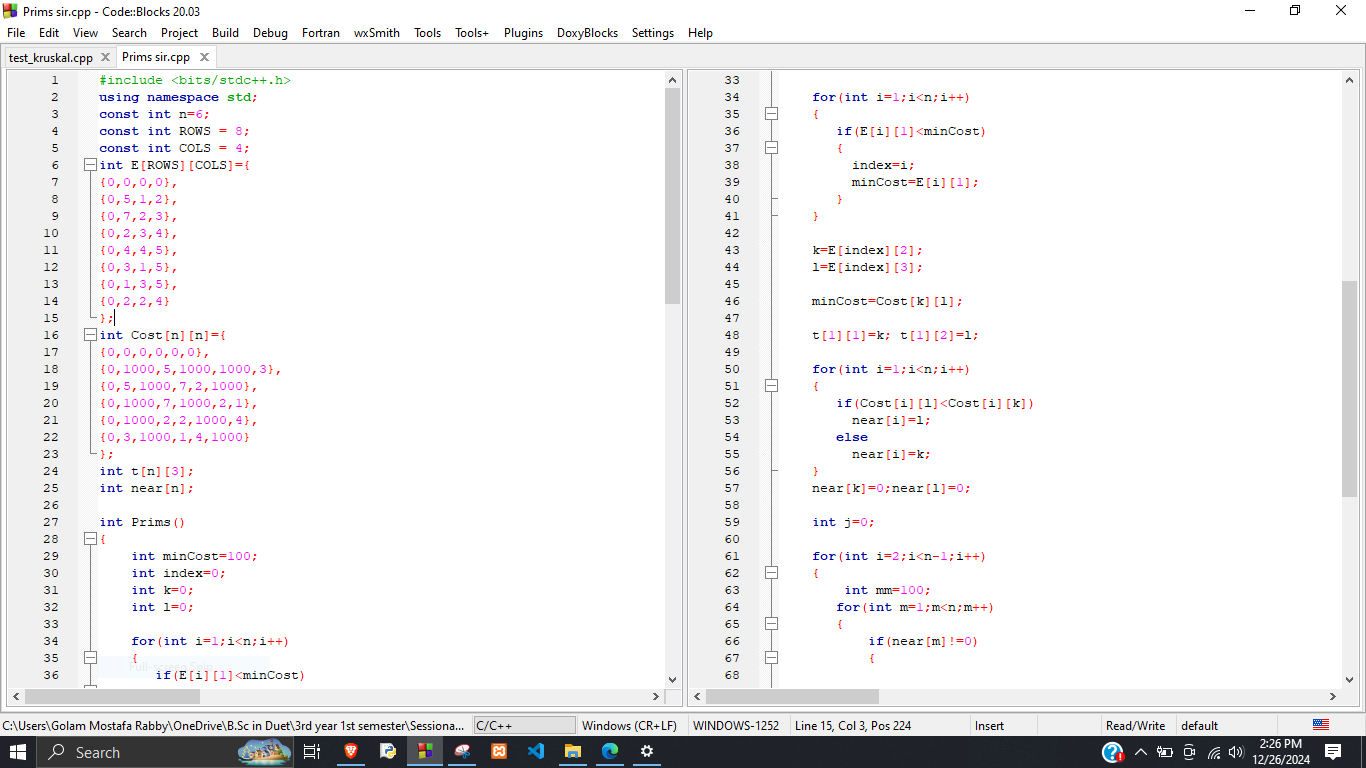 Prims sir.cpp - Code::Blocks 20.03
File Edit View Search Project Build Debug Fortran wxSmith Tools Tools+ Plugins DoxyBlocks Settings Help
test_kruskal.cpp Prims sir.cpp
1 #include <bits/stdc++.h>
2 using namespace std;
3 const int n=6;
4 const int ROWS = 8;
5 const int COLS = 4;
6 int E[ROWS][COLS]={
7 {0,0,0,0},
8 {0,5,1,2},
9 {0,7,2,3},
10 {0,2,3,4},
11 {0,4,4,5},
12 {0,3,1,5},
13 {0,1,3,5},
14 {0,2,2,4}
15 };
16 int Cost[n][n]={
17 {0,0,0,0,0,0},
18 {0,1000,5,1000,1000,3},
19 {0,5,1000,7,2,1000},
20 {0,1000,7,1000,2,1},
21 {0,1000,2,2,1000,4},
22 {0,3,1000,1,4,1000}
23 };
24 int t[n][3];
25 int near[n];
26
27 int Prims()
28 {
29 int minCost=100;
30 int index=0;
31 int k=0;
32 int l=0;
33
34 for(int i=1;i<n;i++)
35 {
Full-screen Snip
36 if(E[i][1]<minCost)
33
34 for(int i=1;i<n;i++)
35 {
36 if(E[i][1]<minCost)
37 {
38 index=i;
39 minCost=E[i][1];
40 }
41 }
42
43 k=E[index][2];
44 l=E[index][3];
45
46 minCost=Cost[k][l];
47
48 t[1][1]=k; t[1][2]=l;
49
50 for(int i=1;i<n;i++)
51 {
52 if(Cost[i][l]<Cost[i][k])
53 near[i]=l;
54 else
55 near[i]=k;
56 }
57 near[k]=0;near[l]=0;
58
59 int j=0;
60
61 for(int i=2;i<n-1;i++)
62 {
63 int mm=100;
64 for(int m=1;m<n;m++)
65 {
66 if(near[m]!=0)
67 {
68
C:\Users\Golam Mostafa Rabby\OneDrive\B.Sc in Duet\3rd year 1st semester\Sessiona... C/C++ Windows (CR+LF) WINDOWS-1252 Line 15, Col 3, Pos 224 Insert Read/Write default
Search
2:26 PM
12/26/2024